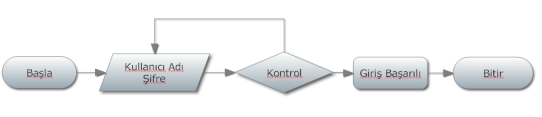 Başla
Kullanıcı Adı
Şifre
Kontrol
Giriş Başarılı
Bitir